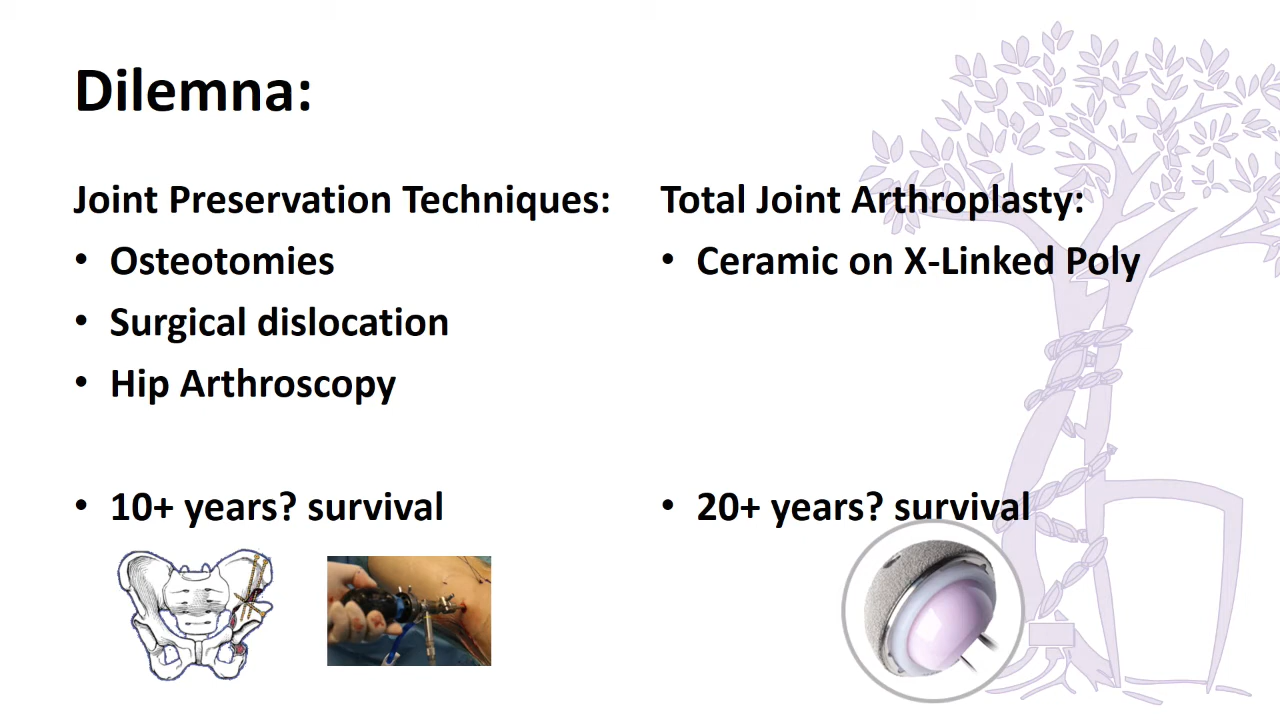 Dilemna:
Joint Preservation Techniques:
• Osteotomies
• Surgical dislocation
• Hip Arthroscopy
• 10+ years? survival
Total Joint Arthroplasty:
• Ceramic on X-Linked Poly
• 20+ years? survival